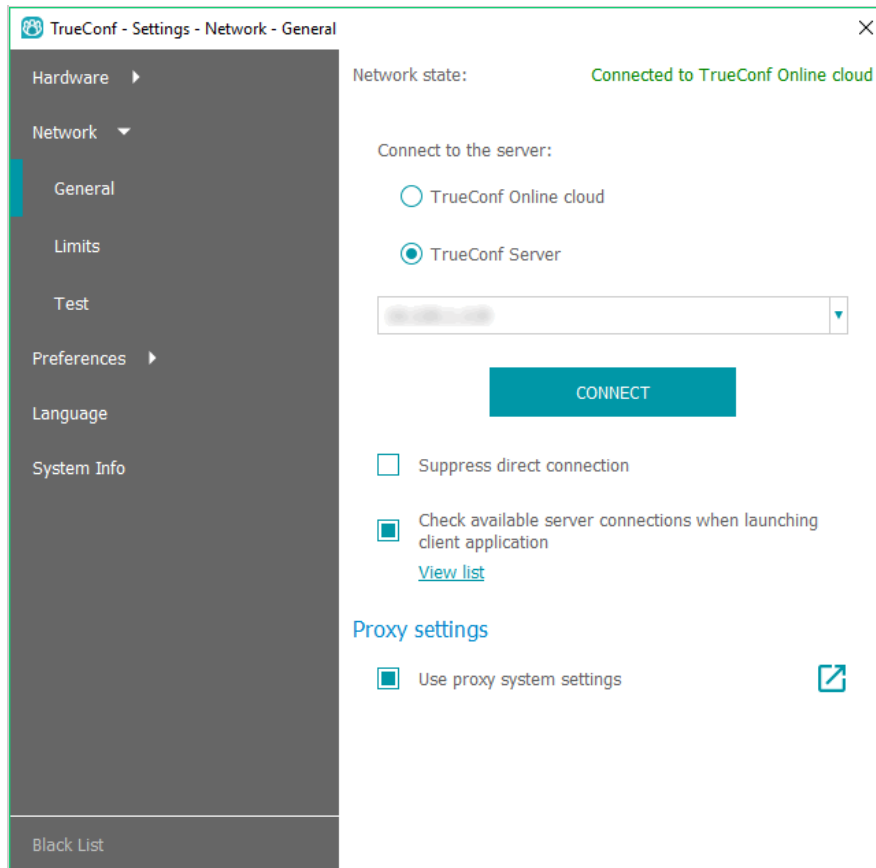 TrueConf - Settings - Network - General
Hardware
Network
General
Limits
Test
Preferences
Language
System Info
Black List
Network state: Connected to TrueConf Online cloud
Connect to the server:
TrueConf Online cloud
TrueConf Server
CONNECT
Suppress direct connection
Check available server connections when launching
client application
View list
Proxy settings
Use proxy system settings